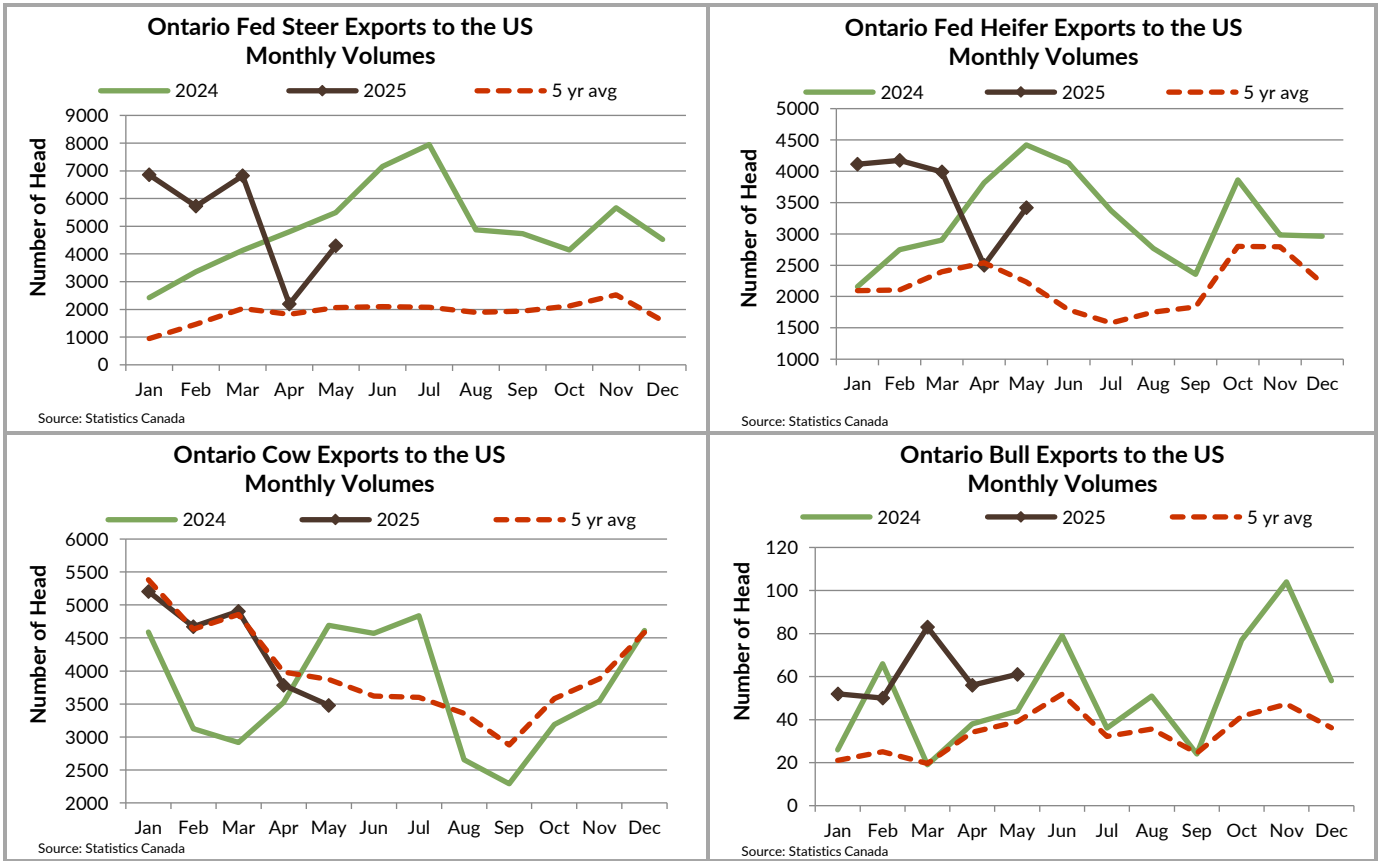 Ontario Fed Steer Exports to the US
Monthly Volumes
2024
2025
5 yr avg
Number of Head
9000
8000
7000
6000
5000
4000
3000
2000
1000
0
Jan Feb Mar Apr May Jun Jul Aug Sep Oct Nov Dec
Source: Statistics Canada
Ontario Fed Heifer Exports to the US
Monthly Volumes
2024
2025
5 yr avg
Number of Head
5000
4500
4000
3500
3000
2500
2000
1500
1000
Jan Feb Mar Apr May Jun Jul Aug Sep Oct Nov Dec
Source: Statistics Canada
Ontario Cow Exports to the US
Monthly Volumes
2024
2025
5 yr avg
Number of Head
6000
5500
5000
4500
4000
3500
3000
2500
2000
Jan Feb Mar Apr May Jun Jul Aug Sep Oct Nov Dec
Source: Statistics Canada
Ontario Bull Exports to the US
Monthly Volumes
2024
2025
5 yr avg
Number of Head
120
100
80
60
40
20
0
Jan Feb Mar Apr May Jun Jul Aug Sep Oct Nov Dec
Source: Statistics Canada